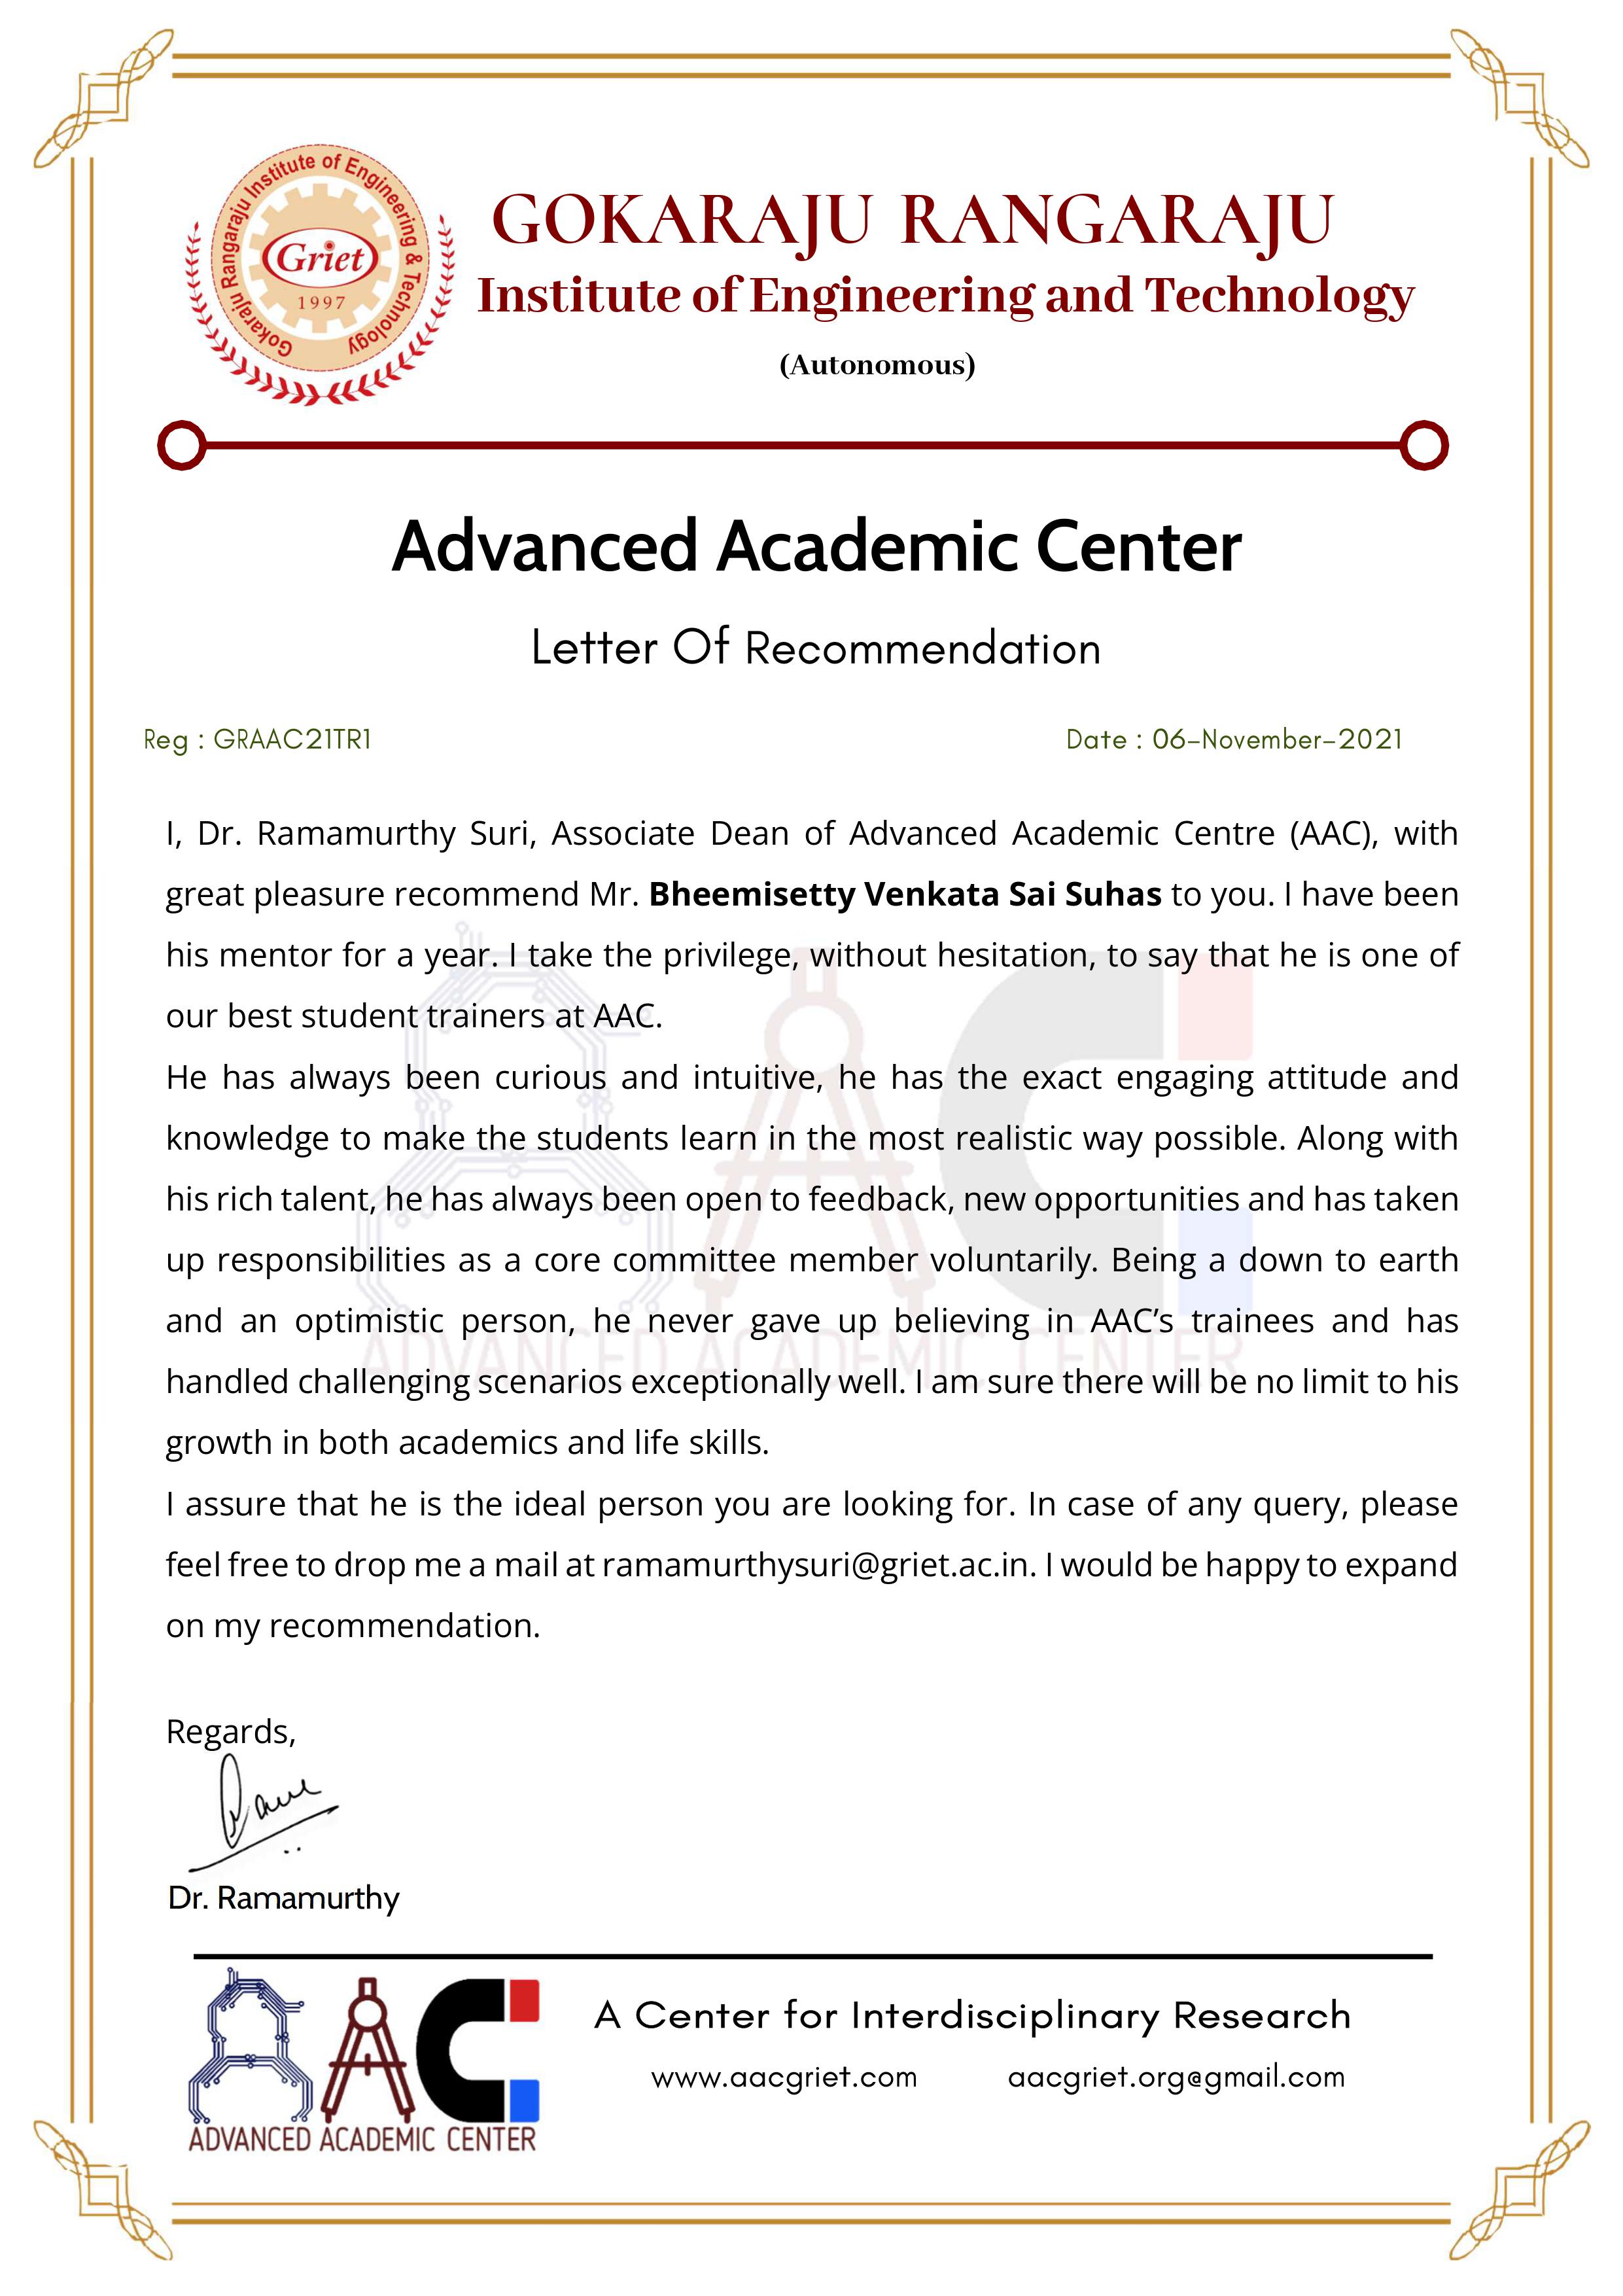 Gokaraju Rangaraju Institute of Engineering & Technology
Griet
1997
GOKARAJU RANGARAJU
Institute of Engineering and Technology
(Autonomous)
Advanced Academic Center
Letter Of Recommendation
Reg : GRAAC21TR1
Date : 06-November-2021
I, Dr. Ramamurthy Suri, Associate Dean of Advanced Academic Centre (AAC), with
great pleasure recommend Mr. Bheemisetty Venkata Sai Suhas to you. I have been
his mentor for a year. I take the privilege, without hesitation, to say that he is one of
our best student trainers at AAC.
He has always been curious and intuitive, he has the exact engaging attitude and
knowledge to make the students learn in the most realistic way possible. Along with
his rich talent, he has always been open to feedback, new opportunities and has taken
up responsibilities as a core committee member voluntarily. Being a down to earth
and an optimistic person, he never gave up believing in AAC’s trainees and has
handled challenging scenarios exceptionally well. I am sure there will be no limit to his
growth in both academics and life skills.
I assure that he is the ideal person you are looking for. In case of any query, please
feel free to drop me a mail at ramamurthysuri@griet.ac.in. I would be happy to expand
on my recommendation.
AAC
ADVANCED ACADEMIC CENTER
Regards,
Dr. Ramamurthy
AAC
ADVANCED ACADEMIC CENTER
A Center for Interdisciplinary Research
www.aacgriet.com
aacgriet.org@gmail.com